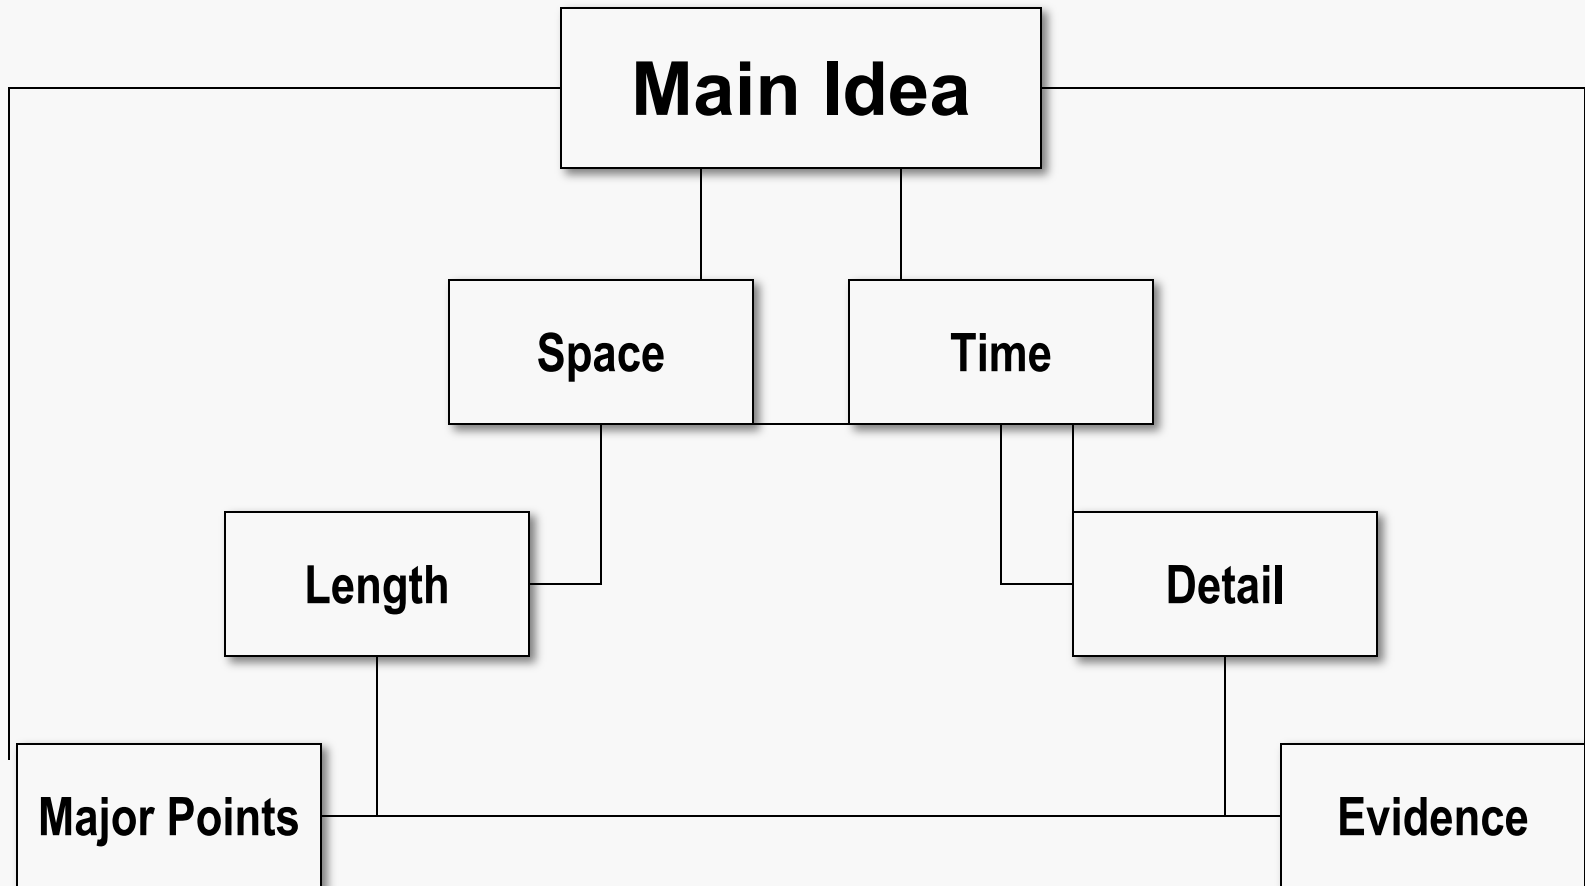 Main Idea
Space
Time
Length
Detail
Major Points
Evidence